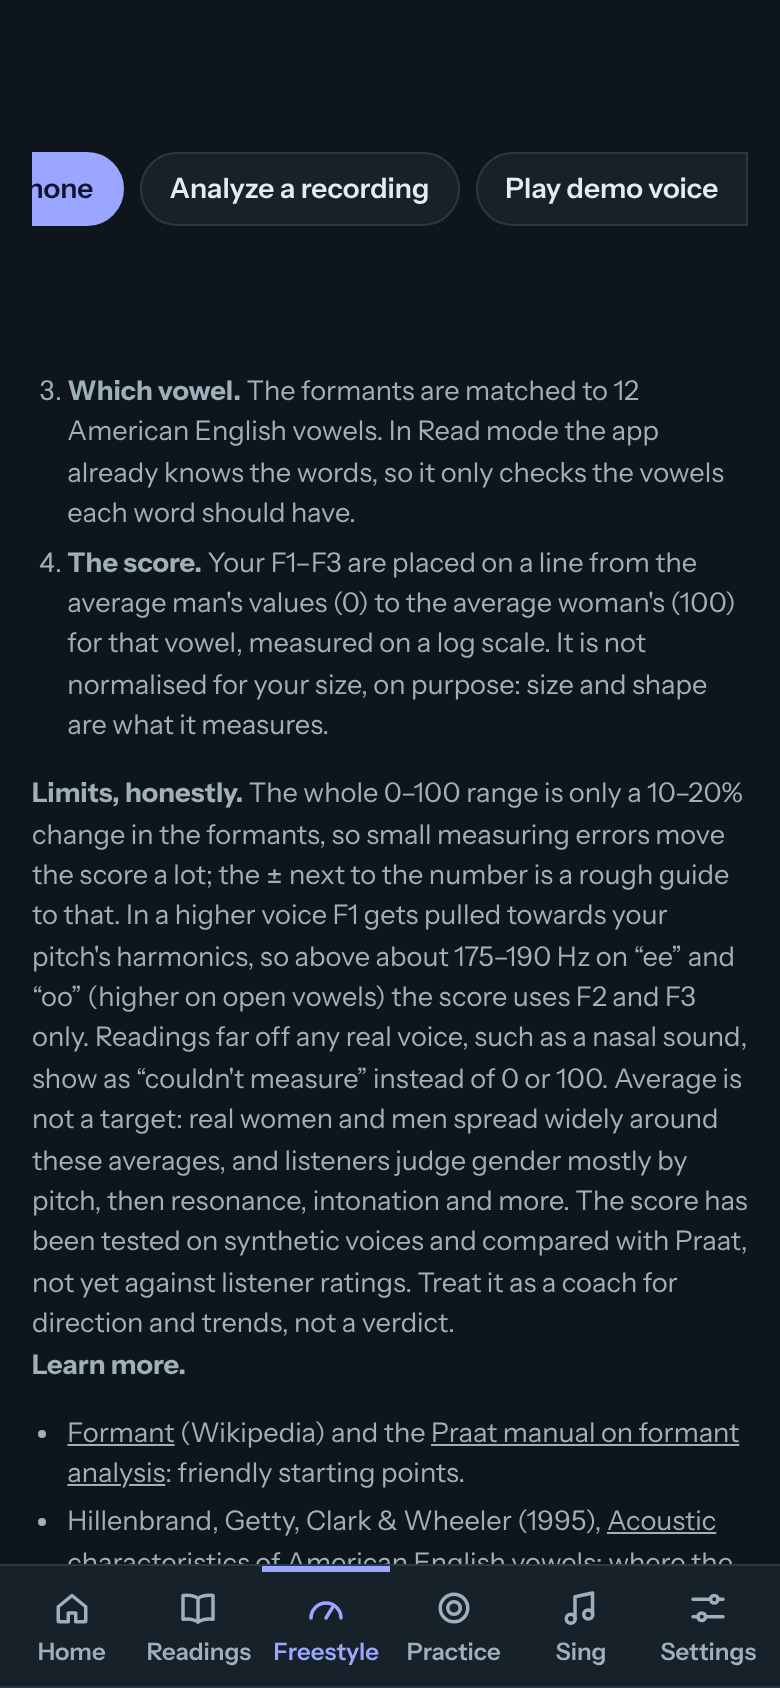 none
Analyze a recording
Play demo voice
3. Which vowel. The formants are matched to 12
American English vowels. In Read mode the app
already knows the words, so it only checks the vowels
each word should have.
4. The score. Your F1–F3 are placed on a line from the
average man's values (0) to the average woman's (100)
for that vowel, measured on a log scale. It is not
normalised for your size, on purpose: size and shape
are what it measures.
Limits, honestly. The whole 0–100 range is only a 10–20%
change in the formants, so small measuring errors move
the score a lot; the ± next to the number is a rough guide
to that. In a higher voice F1 gets pulled towards your
pitch's harmonics, so above about 175–190 Hz on “ee” and
“oo” (higher on open vowels) the score uses F2 and F3
only. Readings far off any real voice, such as a nasal sound,
show as “couldn't measure” instead of 0 or 100. Average is
not a target: real women and men spread widely around
these averages, and listeners judge gender mostly by
pitch, then resonance, intonation and more. The score has
been tested on synthetic voices and compared with Praat,
not yet against listener ratings. Treat it as a coach for
direction and trends, not a verdict.
Learn more.
• Formant (Wikipedia) and the Praat manual on formant
analysis: friendly starting points.
• Hillenbrand, Getty, Clark & Wheeler (1995), Acoustic
characteristics of American English vowels: where the
Home
Readings
Freestyle
Practice
Sing
Settings